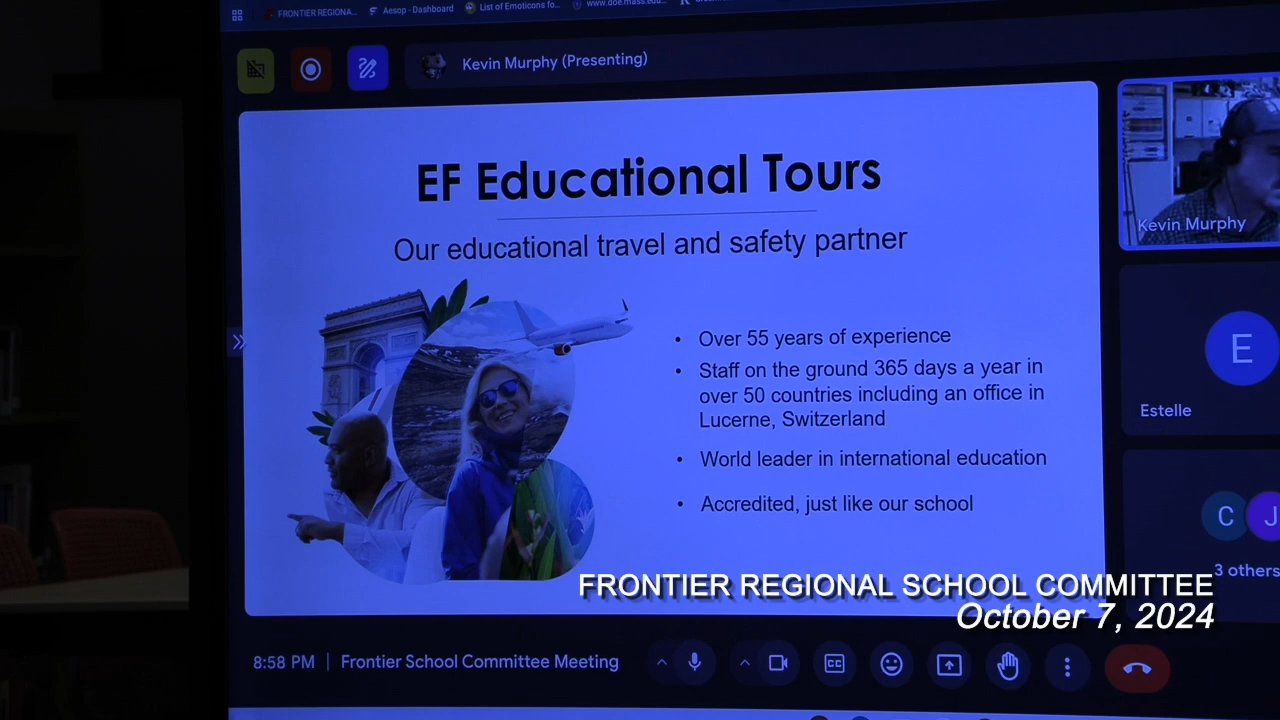 FRONTIER REGIONA...
Aesop - Dashboard
List of Emoticons fo...
www.doe.mass.edu...
Kevin Murphy (Presenting)
EF Educational Tours
Our educational travel and safety partner
• Over 55 years of experience
• Staff on the ground 365 days a year in
over 50 countries including an office in
Lucerne, Switzerland
• World leader in international education
• Accredited, just like our school
Kevin Murphy
E
Estelle
C
J
3 others
FRONTIER REGIONAL SCHOOL COMMITTEE
October 7, 2024
8:58 PM | Frontier School Committee Meeting
CC